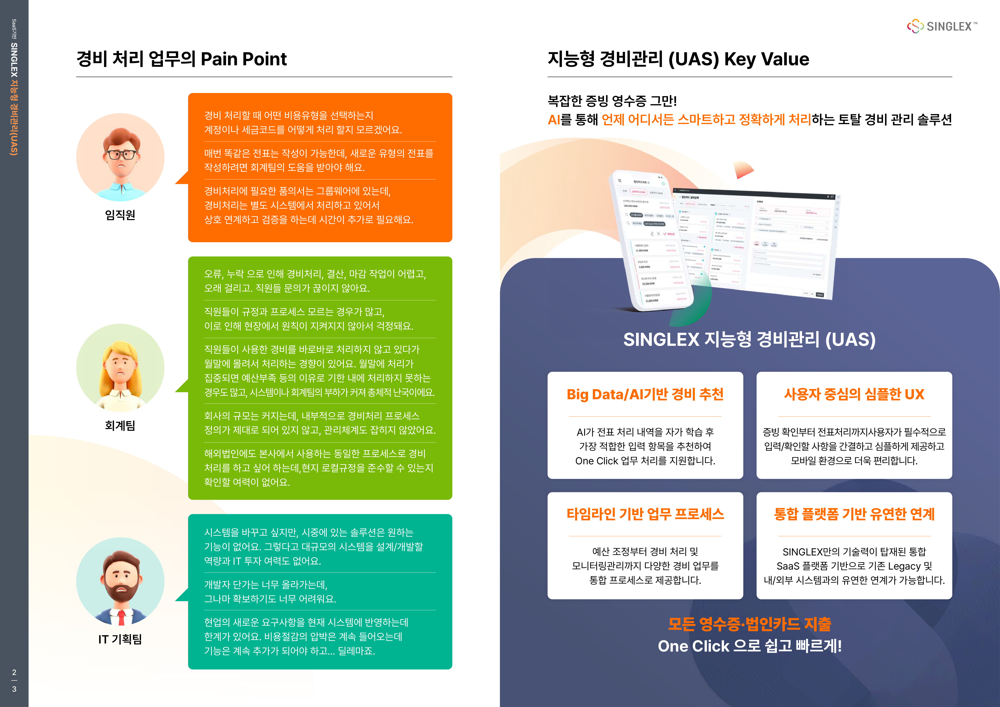 SaaS기반 SINGLEX 지능형 경비관리(UAS)
2
3
경비 처리 업무의 Pain Point
경비 처리할 때 어떤 비용유형을 선택하는지
계정이나 세금코드를 어떻게 처리 할지 모르겠어요.
매번 똑같은 전표는 작성이 가능한데, 새로운 유형의 전표를
작성하려면 회계팀의 도움을 받아야 해요.
경비처리에 필요한 품의서는 그룹웨어에 있는데,
경비처리는 별도 시스템에서 처리하고 있어서
상호 연계하고 검증을 하는데 시간이 추가로 필요해요.
임직원
오류, 누락 으로 인해 경비처리, 결산, 마감 작업이 어렵고,
오래 걸리고. 직원들 문의가 끊이지 않아요.
직원들이 규정과 프로세스 모르는 경우가 많고,
이로 인해 현장에서 원칙이 지켜지지 않아서 걱정돼요.
직원들이 사용한 경비를 바로바로 처리하지 않고 있다가
월말에 몰려서 처리하는 경향이 있어요. 월말에 처리가
집중되면 예산부족 등의 이유로 기한 내에 처리하지 못하는
경우도 많고, 시스템이나 회계팀의 부하가 커져 총체적 난국이에요.
회사의 규모는 커지는데, 내부적으로 경비처리 프로세스
정의가 제대로 되어 있지 않고, 관리체계도 잡히지 않았어요.
해외법인에도 본사에서 사용하는 동일한 프로세스로 경비
처리를 하고 싶어 하는데,현지 로컬규정을 준수할 수 있는지
확인할 여력이 없어요.
회계팀
시스템을 바꾸고 싶지만, 시중에 있는 솔루션은 원하는
기능이 없어요. 그렇다고 대규모의 시스템을 설계/개발할
역량과 IT 투자 여력도 없어요.
개발자 단가는 너무 올라가는데,
그나마 확보하기도 너무 어려워요.
현업의 새로운 요구사항을 현재 시스템에 반영하는데
한계가 있어요. 비용절감의 압박은 계속 들어오는데
기능은 계속 추가가 되어야 하고... 딜레마죠.
IT 기획팀
SINGLEX™
지능형 경비관리 (UAS) Key Value
복잡한 증빙 영수증 그만!
AI를 통해 언제 어디서든 스마트하고 정확하게 처리하는 토탈 경비 관리 솔루션
법인카드처리
전체 신한카드(1234) 신한카드(3456)
100,500 KRW
11,300 KRW
3,800 KRW
54,500 KRW
21,800 KRW
법인카드 경비입력
SINGLEX 지능형 경비관리 (UAS)
Big Data/AI기반 경비 추천
AI가 전표 처리 내역을 자가 학습 후
가장 적합한 입력 항목을 추천하여
One Click 업무 처리를 지원합니다.
사용자 중심의 심플한 UX
증빙 확인부터 전표처리까지사용자가 필수적으로
입력/확인할 사항을 간결하고 심플하게 제공하고
모바일 환경으로 더욱 편리합니다.
타임라인 기반 업무 프로세스
예산 조정부터 경비 처리 및
모니터링관리까지 다양한 경비 업무를
통합 프로세스로 제공합니다.
통합 플랫폼 기반 유연한 연계
SINGLEX만의 기술력이 탑재된 통합
SaaS 플랫폼 기반으로 기존 Legacy 및
내/외부 시스템과의 유연한 연계가 가능합니다.
모든 영수증·법인카드 지출
One Click 으로 쉽고 빠르게!